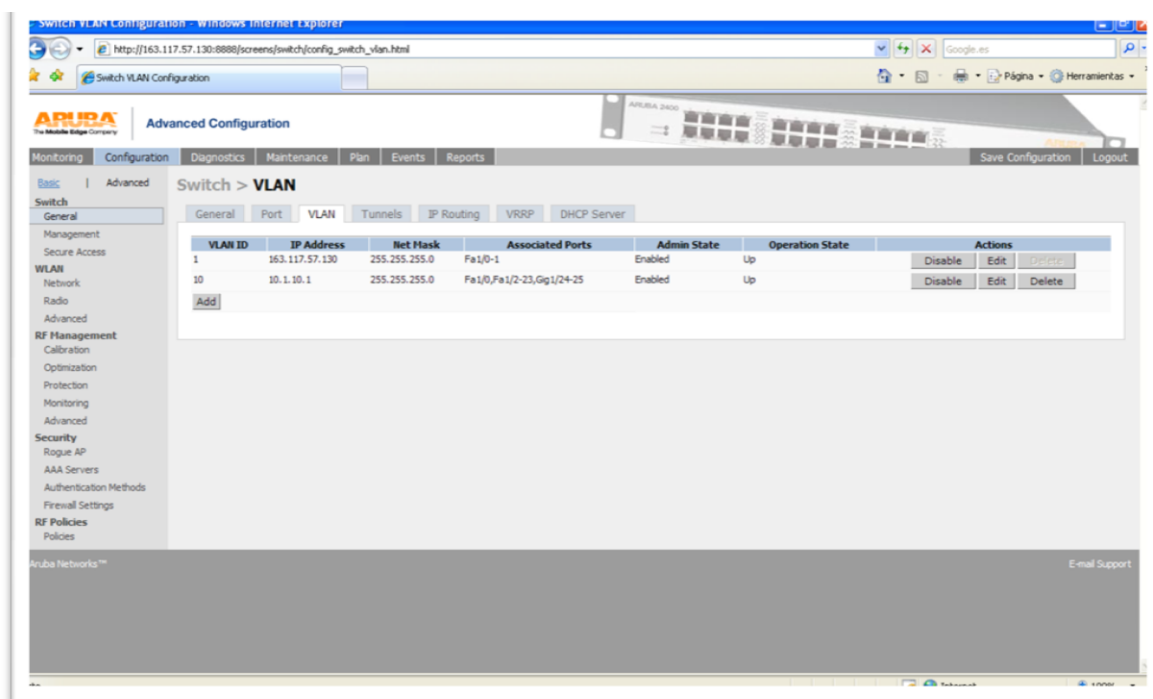 Switch VLAN Configuration - Windows Internet Explorer
http://163.117.57.130:8888/screens/switch/config_switch_vlan.html
Google.es
Switch VLAN Configuration
Página
Herramientas
ARUBA
The Mobile Edge Company
Advanced Configuration
ARUBA 2400
Monitoring Configuration Diagnostics Maintenance Plan Events Reports Save Configuration Logout
Basic | Advanced
Switch
General
Management
Secure Access
WLAN
Network
Radio
Advanced
RF Management
Calibration
Optimization
Protection
Monitoring
Advanced
Security
Rogue AP
AAA Servers
Authentication Methods
Firewall Settings
RF Policies
Policies
Switch > VLAN
General Port VLAN Tunnels IP Routing VRRP DHCP Server
VLAN ID IP Address Net Mask Associated Ports Admin State Operation State Actions
1 163.117.57.130 255.255.255.0 Fa1/0-1 Enabled Up Disable Edit Delete
10 10.1.10.1 255.255.255.0 Fa1/0,Fa1/2-23,Gig1/24-25 Enabled Up Disable Edit Delete
Add
Aruba Networks™
E-mail Support
Internet
100%